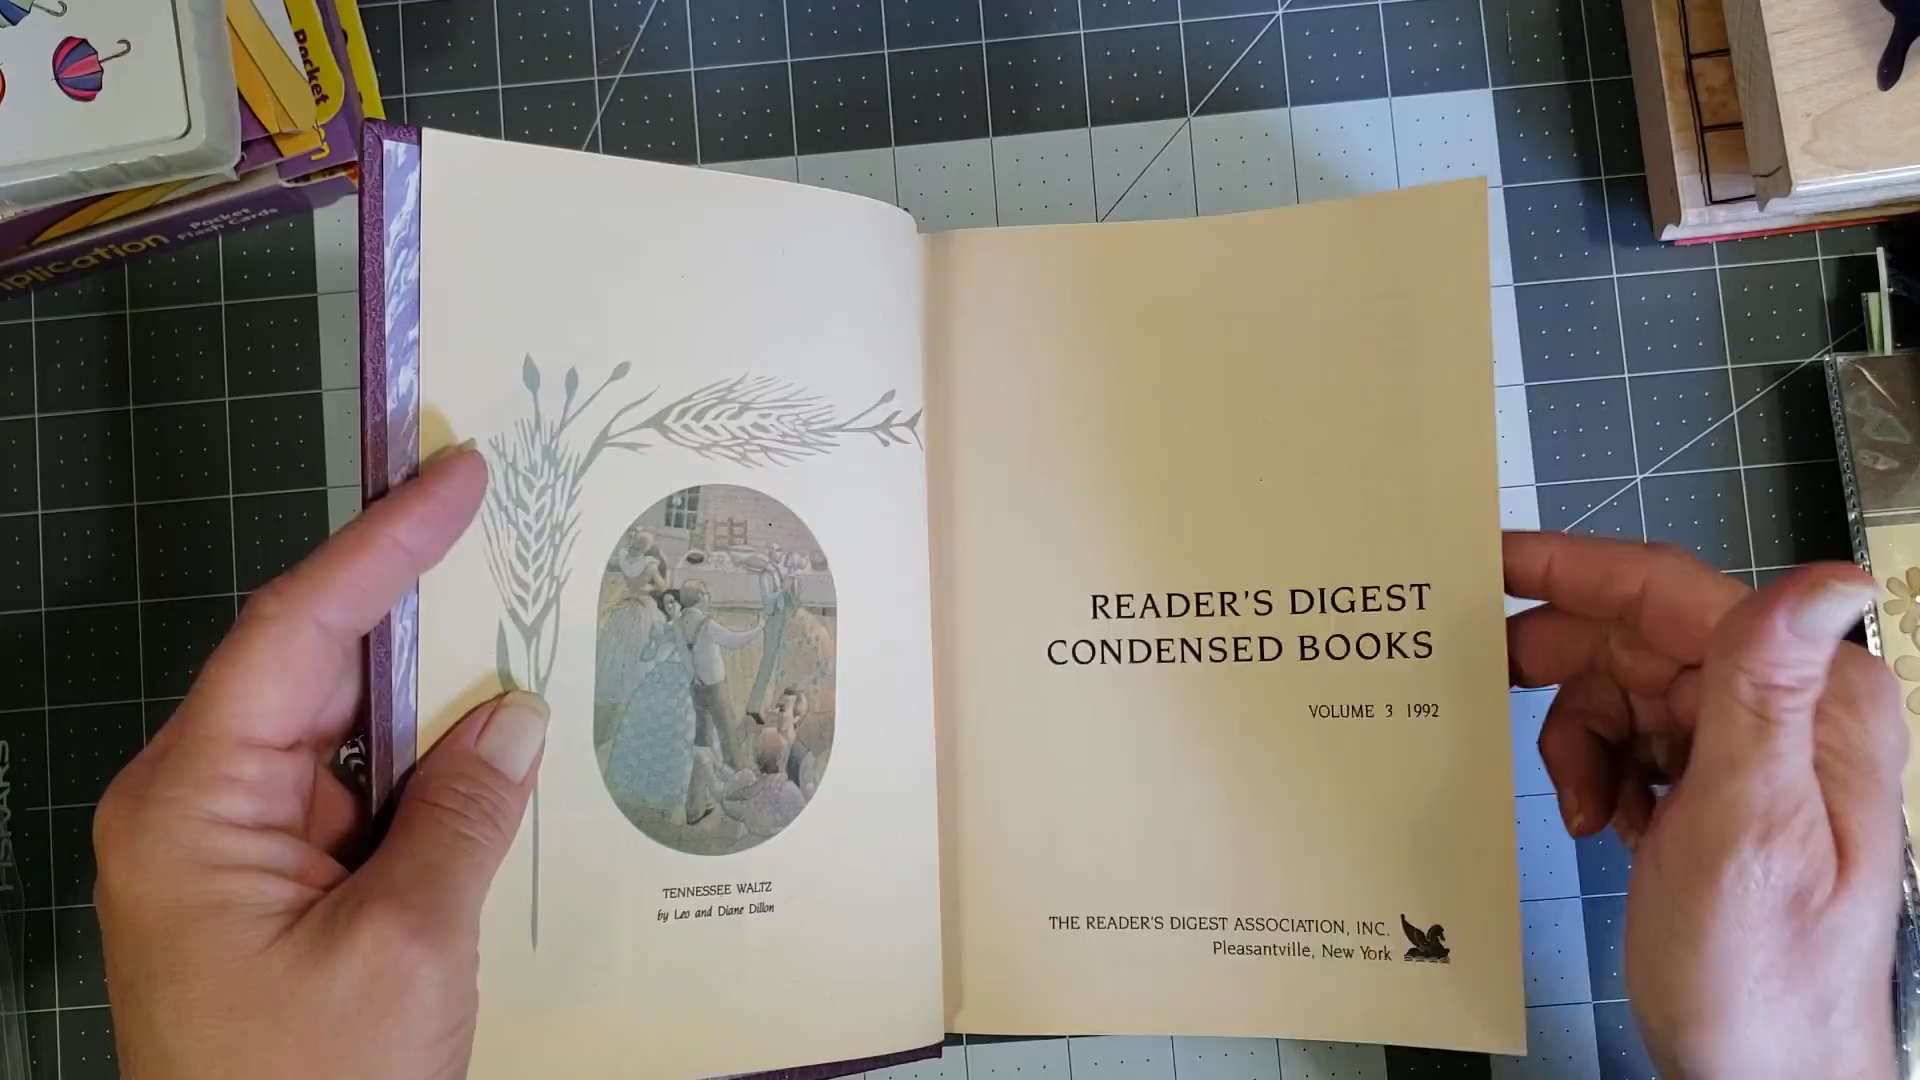 Pocket
Pocket
Flash Cards
plication
TENNESSEE WALTZ
by Leo and Diane Dillon
READER'S DIGEST
CONDENSED BOOKS
VOLUME 3 1992
THE READER'S DIGEST ASSOCIATION, INC.
Pleasantville, New York
FISKARS